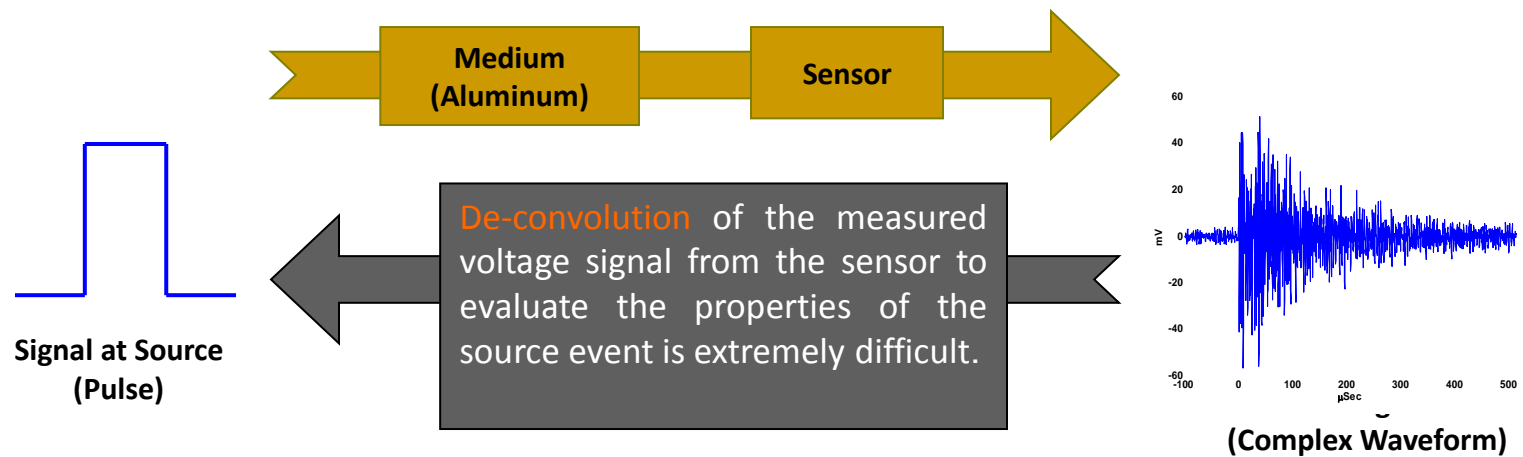 Medium
(Aluminum)
Sensor
De-convolution of the measured
voltage signal from the sensor to
evaluate the properties of the
source event is extremely difficult.
Signal at Source
(Pulse)
60
40
20
0
-20
-40
-60
mV
-100 0 100 200 300 400 500
µSec
(Complex Waveform)